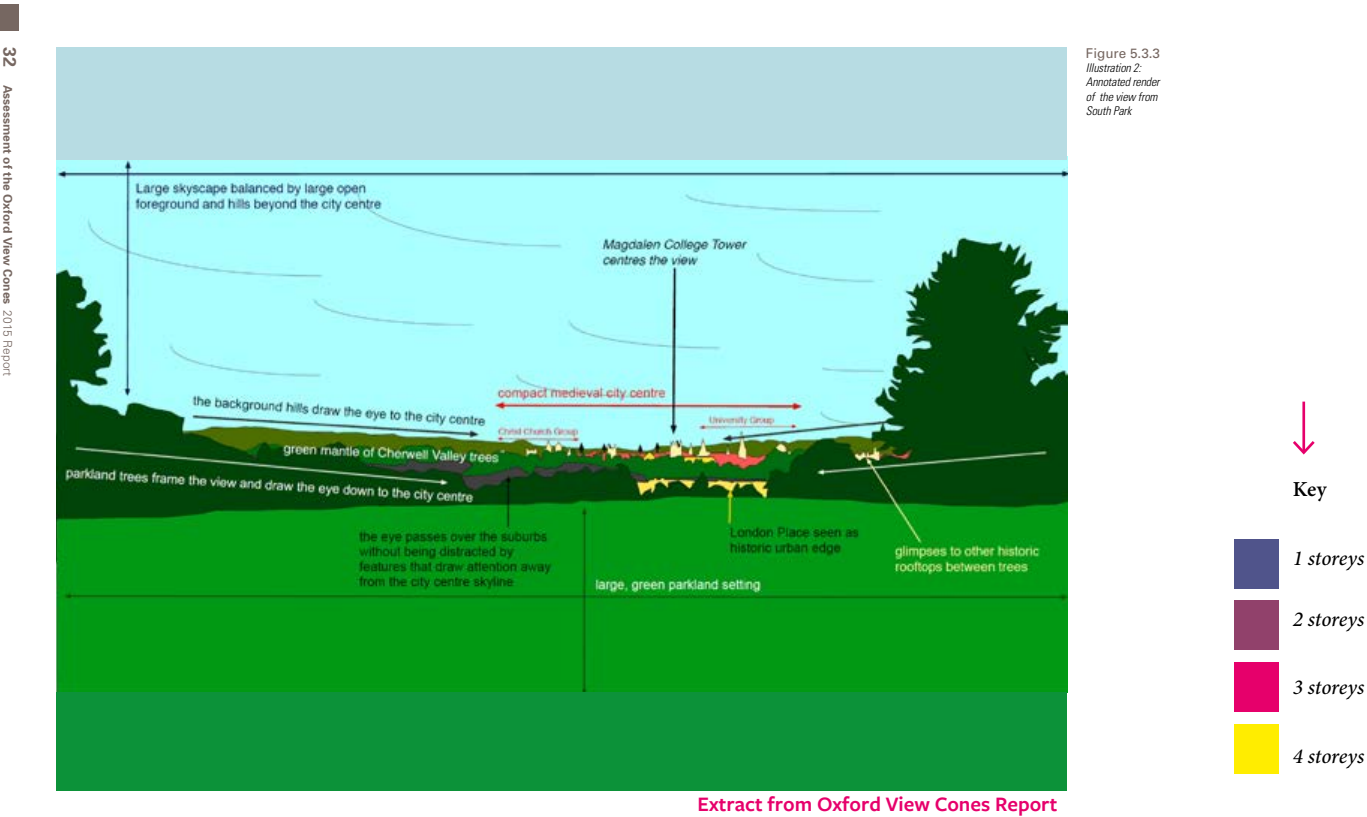 32 Assessment of the Oxford View Cones 2015 Report
Figure 5.3.3
Illustration 2:
Annotated render
of the view from
South Park
Large skyscape balanced by large open
foreground and hills beyond the city centre
Magdalen College Tower
centres the view
compact medieval city centre
the background hills draw the eye to the city centre
University Group
Christ Church Group
green mantle of Cherwell Valley trees
parkland trees frame the view and draw the eye down to the city centre
the eye passes over the suburbs
without being distracted by
features that draw attention away
from the city centre skyline
London Place seen as
historic urban edge
glimpses to other historic
rooftops between trees
large, green parkland setting
Key
1 storeys
2 storeys
3 storeys
4 storeys
Extract from Oxford View Cones Report